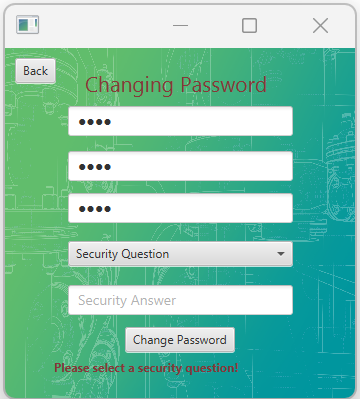 Back
Changing Password
••••
••••
••••
Security Question
Security Answer
Change Password
Please select a security question!